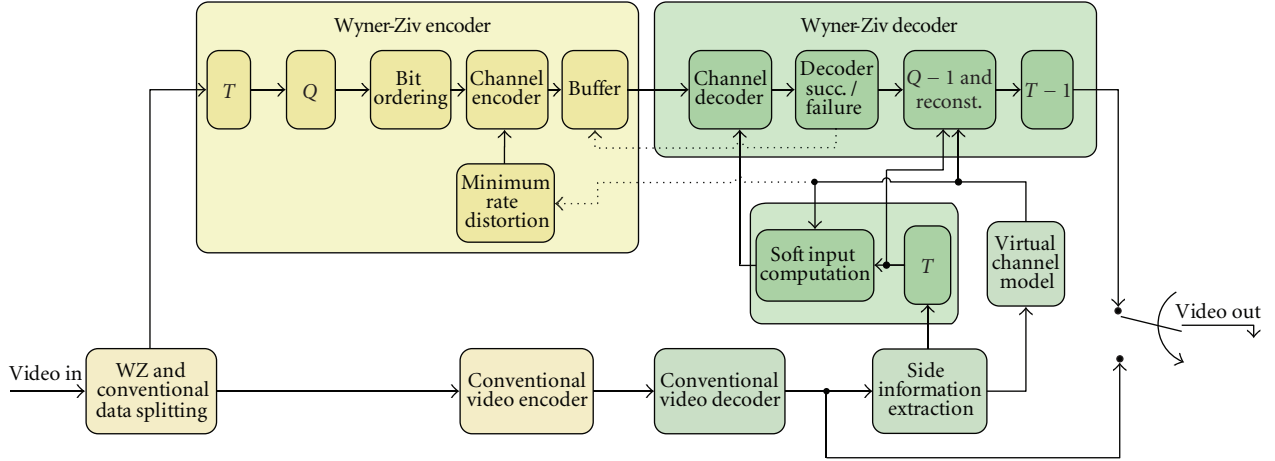 Wyner-Ziv encoder
Wyner-Ziv decoder
T
Q
Bit
ordering
Channel
encoder
Buffer
Channel
decoder
Decoder
succ./
failure
Q − 1 and
reconst.
T − 1
Minimum
rate
distortion
Soft input
computation
T
Virtual
channel
model
Video out
Video in
WZ and
conventional
data splitting
Conventional
video encoder
Conventional
video decoder
Side
information
extraction